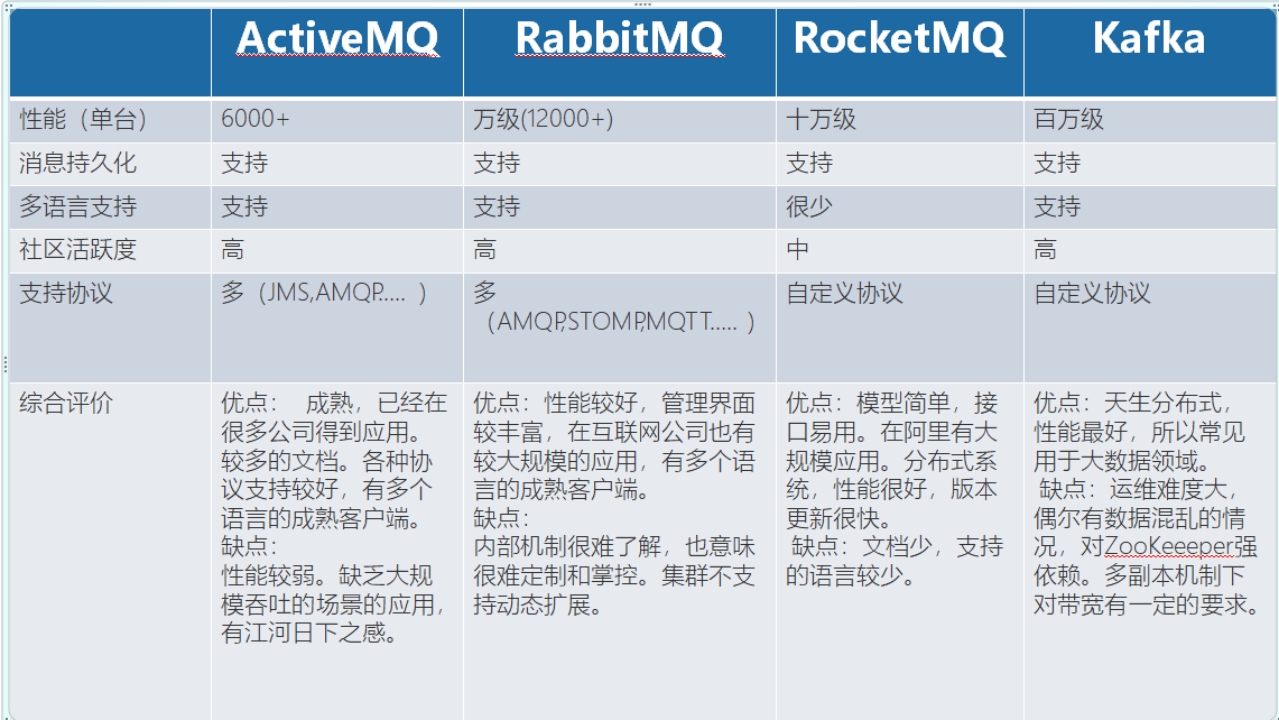 ActiveMQ RabbitMQ RocketMQ Kafka
性能（单台） 6000+ 万级(12000+) 十万级 百万级
消息持久化 支持 支持 支持 支持
多语言支持 支持 支持 很少 支持
社区活跃度 高 高 中 高
支持协议 多（JMS,AMQP..... ） 多 自定义协议 自定义协议
（AMQP,STOMP,MQTT..... ）
综合评价
优点： 成熟，已经在
很多公司得到应用。
较多的文档。各种协
议支持较好，有多个
语言的成熟客户端。
缺点：
性能较弱。缺乏大规
模吞吐的场景的应用，
有江河日下之感。
优点：性能较好，管理界面
较丰富，在互联网公司也有
较大规模的应用，有多个语
言的成熟客户端。
缺点：
内部机制很难了解，也意味
很难定制和掌控。集群不支
持动态扩展。
优点：模型简单，接
口易用。在阿里有大
规模应用。分布式系
统，性能很好，版本
更新很快。
缺点：文档少，支持
的语言较少。
优点：天生分布式，
性能最好，所以常见
用于大数据领域。
缺点：运维难度大，
偶尔有数据混乱的情
况，对ZooKeeeper强
依赖。多副本机制下
对带宽有一定的要求。